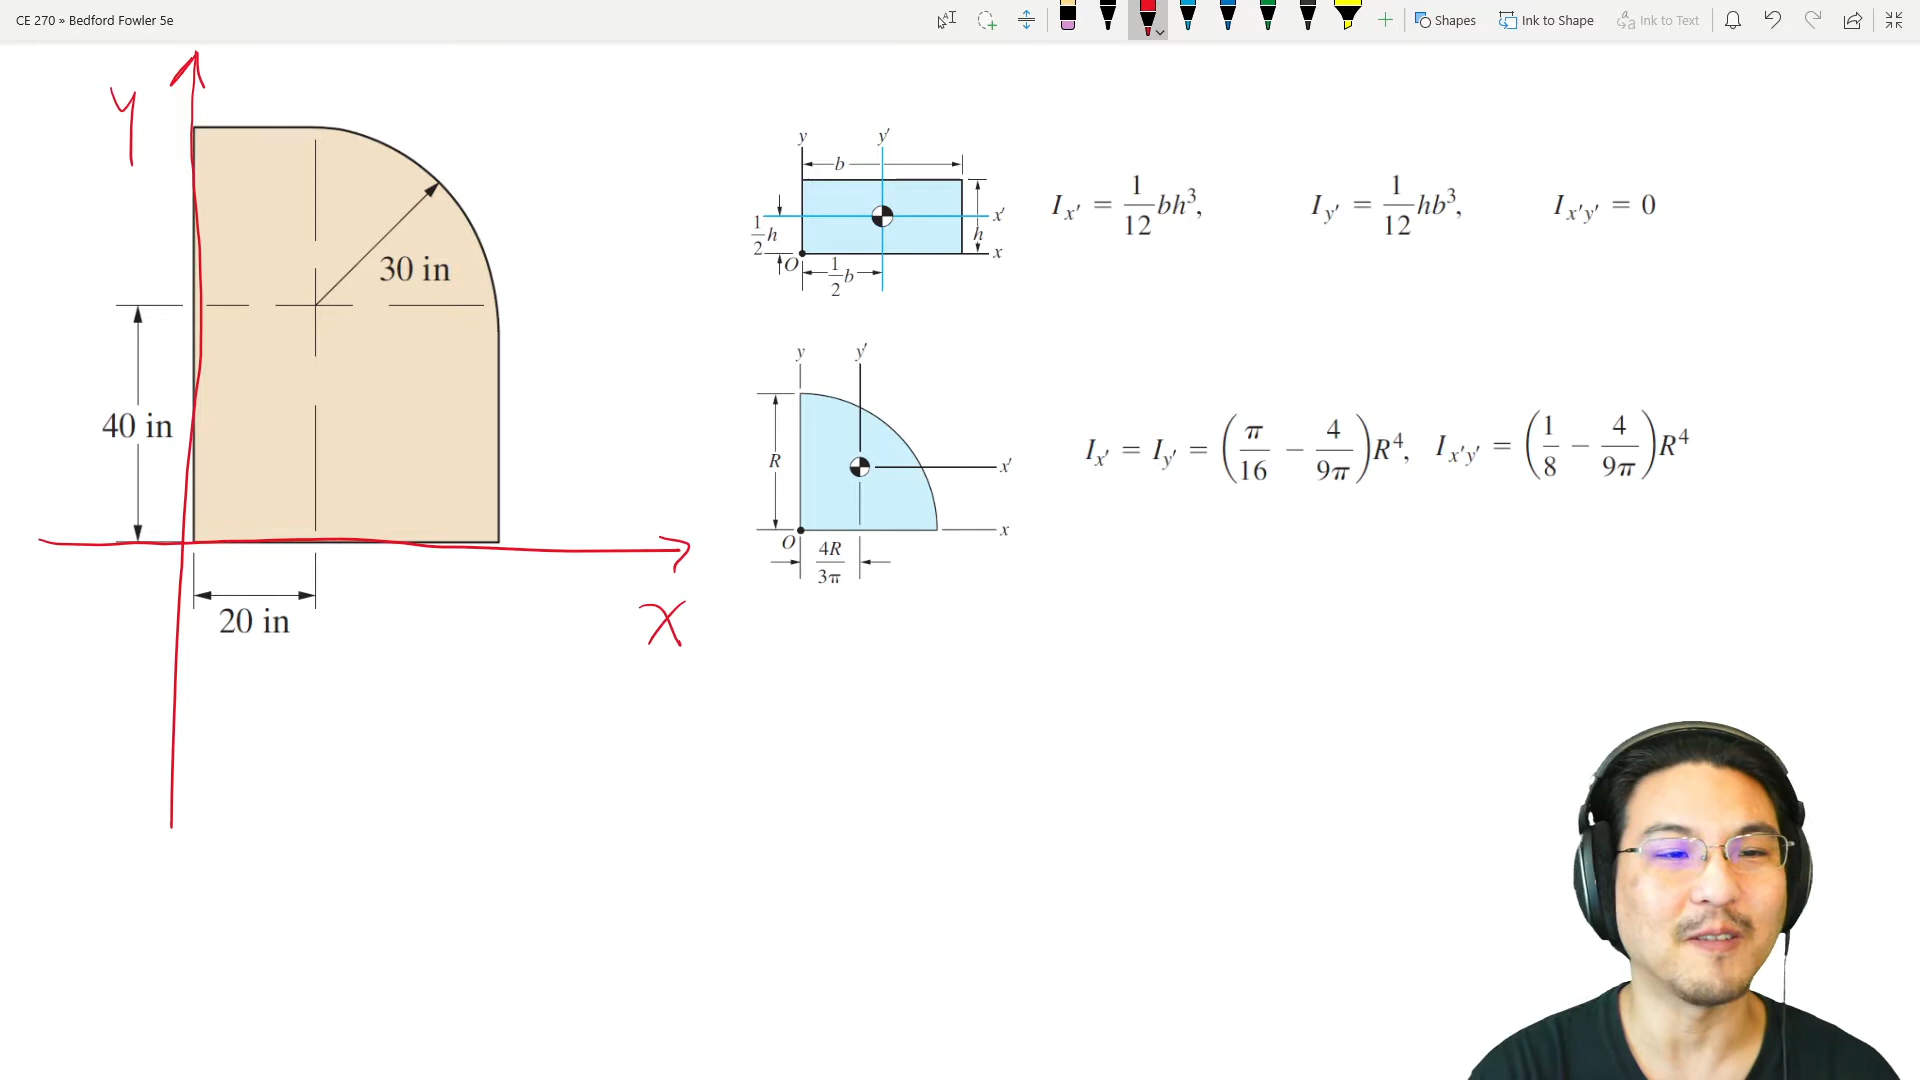 CE 270 » Bedford Fowler 5e
Shapes
Ink to Shape
Ink to Text
y
30 in
40 in
20 in
x
y y′
b
1/2 h
x′
h
x
O
1/2 b
I_x′ = 1/12 bh³, I_y′ = 1/12 hb³, I_x′y′ = 0
y y′
R
x′
x
O
4R/3π
I_x′ = I_y′ = (π/16 − 4/9π)R⁴, I_x′y′ = (1/8 − 4/9π)R⁴